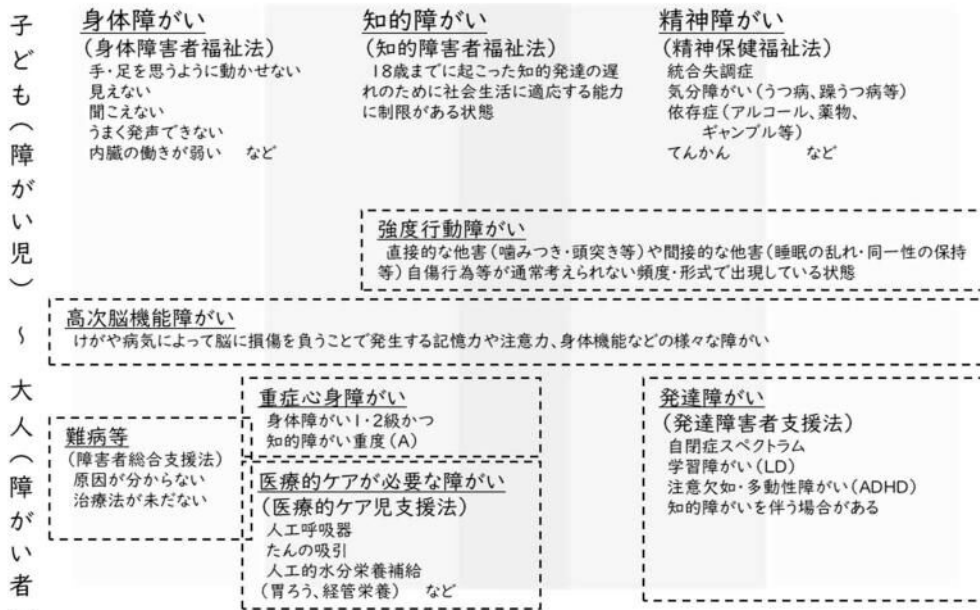 子ども（障がい児）～大人（障がい者
身体障がい
(身体障害者福祉法)
手・足を思うように動かせない
見えない
聞こえない
うまく発声できない
内臓の働きが弱い　など
知的障がい
(知的障害者福祉法)
18歳までに起こった知的発達の遅
れのために社会生活に適応する能力
に制限がある状態
精神障がい
(精神保健福祉法)
統合失調症
気分障がい(うつ病、躁うつ病等)
依存症(アルコール、薬物、
ギャンブル等)
てんかん　など
強度行動障がい
直接的な他害(噛みつき・頭突き等)や間接的な他害(睡眠の乱れ・同一性の保持
等)自傷行為等が通常考えられない頻度・形式で出現している状態
高次脳機能障がい
けがや病気によって脳に損傷を負うことで発生する記憶力や注意力、身体機能などの様々な障がい
重症心身障がい
身体障がい1・2級かつ
知的障がい重度(A)
難病等
(障害者総合支援法)
原因が分からない
治療法が未だない
医療的ケアが必要な障がい
(医療的ケア児支援法)
人工呼吸器
たんの吸引
人工的水分栄養補給
(胃ろう、経管栄養)　など
発達障がい
(発達障害者支援法)
自閉症スペクトラム
学習障がい(LD)
注意欠如・多動性障がい(ADHD)
知的障がいを伴う場合がある